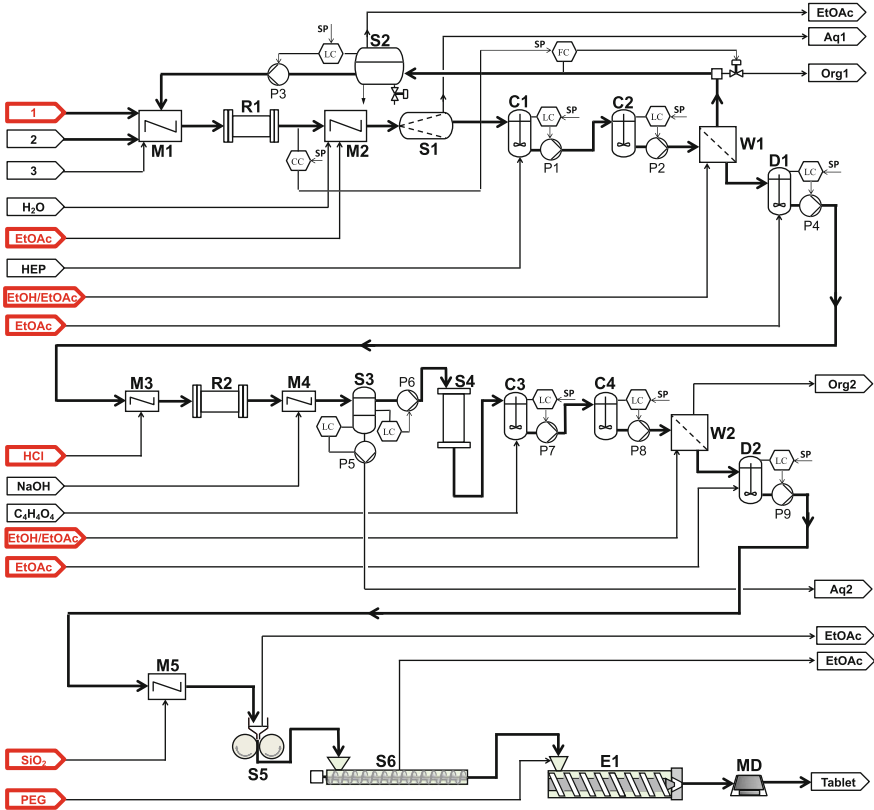 EtOAc
SP
S2
Aq1
LC
SP
FC
P3
Org1
1
R1
C1
C2
LC
SP
LC
SP
2
M1
M2
S1
W1
P1
P2
D1
CC
SP
3
LC
SP
H₂O
P4
EtOAc
HEP
EtOH/EtOAc
EtOAc
M3
R2
M4
S3
P6
S4
C3
C4
Org2
LC
SP
LC
SP
LC
LC
W2
HCl
P5
P7
P8
D2
LC
SP
NaOH
C₄H₄O₄
P9
EtOH/EtOAc
EtOAc
Aq2
EtOAc
M5
EtOAc
SiO₂
S5
S6
E1
MD
Tablet
PEG